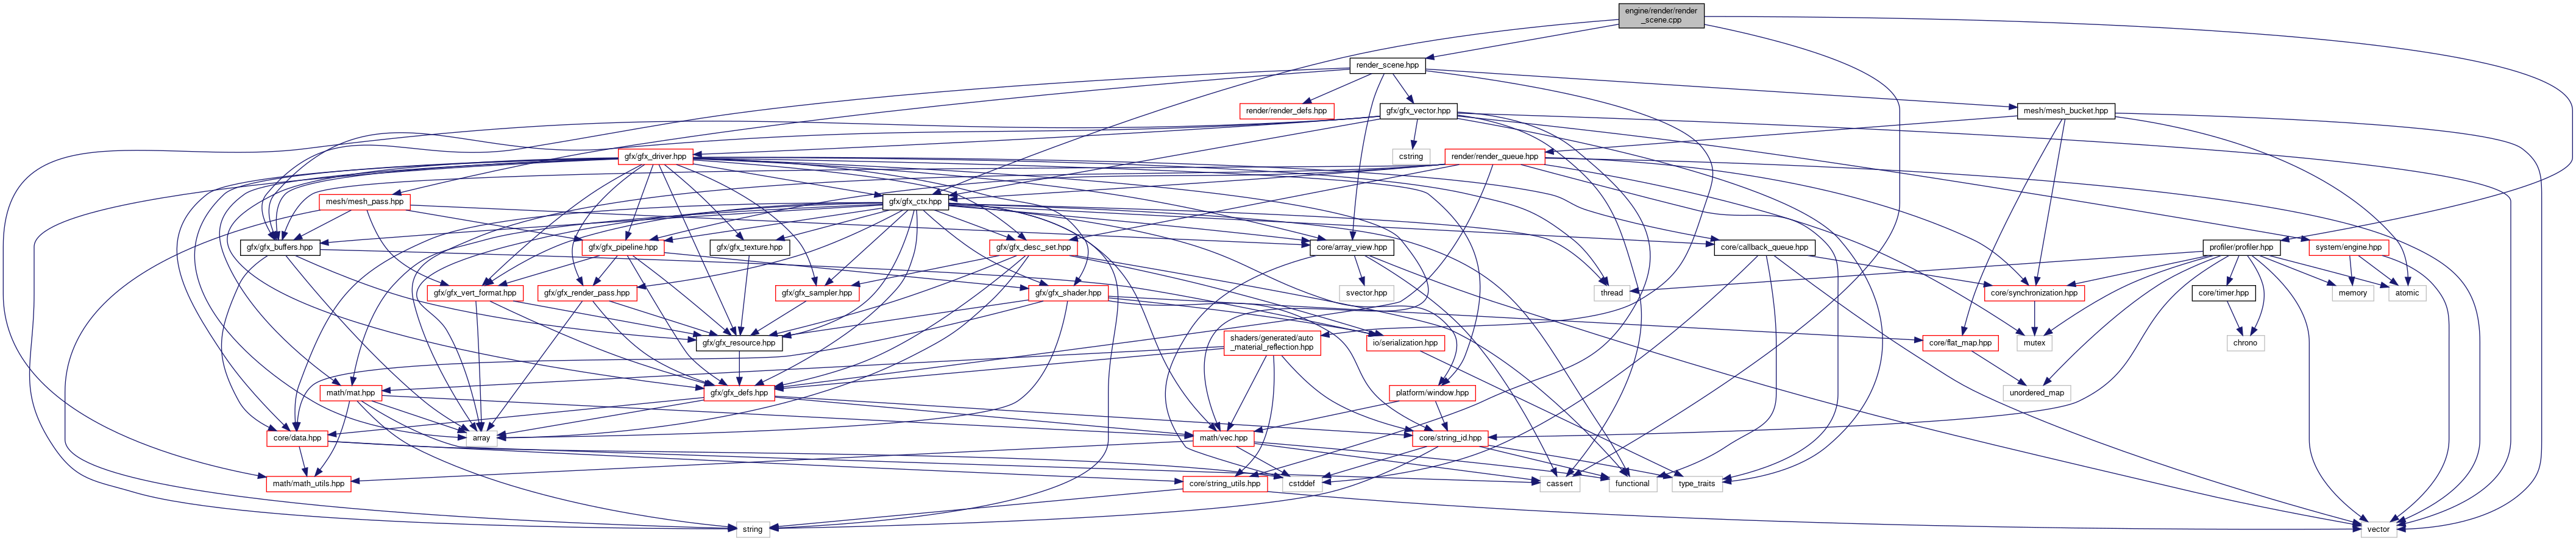 engine/render/render
_scene.cpp
render_scene.hpp
render/render_defs.hpp
gfx/gfx_vector.hpp
mesh/mesh_bucket.hpp
gfx/gfx_driver.hpp
cstring
render/render_queue.hpp
mesh/mesh_pass.hpp
gfx/gfx_ctx.hpp
gfx/gfx_buffers.hpp
gfx/gfx_pipeline.hpp
gfx/gfx_texture.hpp
gfx/gfx_desc_set.hpp
core/array_view.hpp
core/callback_queue.hpp
profiler/profiler.hpp
system/engine.hpp
gfx/gfx_vert_format.hpp
gfx/gfx_render_pass.hpp
gfx/gfx_sampler.hpp
gfx/gfx_shader.hpp
svector.hpp
thread
core/synchronization.hpp
core/timer.hpp
memory
atomic
gfx/gfx_resource.hpp
shaders/generated/auto
_material_reflection.hpp
io/serialization.hpp
core/flat_map.hpp
mutex
chrono
math/mat.hpp
gfx/gfx_defs.hpp
platform/window.hpp
unordered_map
core/data.hpp
array
math/vec.hpp
core/string_id.hpp
math/math_utils.hpp
core/string_utils.hpp
cstddef
cassert
functional
type_traits
string
vector